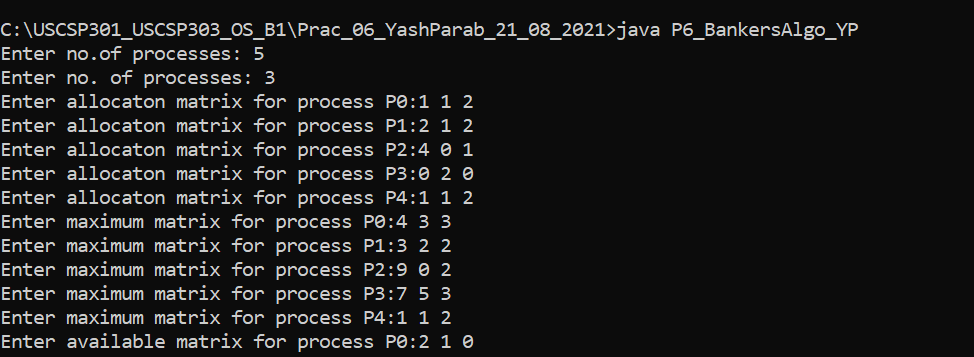 C:\USCSP301_USCSP303_OS_B1\Prac_06_YashParab_21_08_2021>java P6_BankersAlgo_YP
Enter no.of processes: 5
Enter no. of processes: 3
Enter allocaton matrix for process P0:1 1 2
Enter allocaton matrix for process P1:2 1 2
Enter allocaton matrix for process P2:4 0 1
Enter allocaton matrix for process P3:0 2 0
Enter allocaton matrix for process P4:1 1 2
Enter maximum matrix for process P0:4 3 3
Enter maximum matrix for process P1:3 2 2
Enter maximum matrix for process P2:9 0 2
Enter maximum matrix for process P3:7 5 3
Enter maximum matrix for process P4:1 1 2
Enter available matrix for process P0:2 1 0